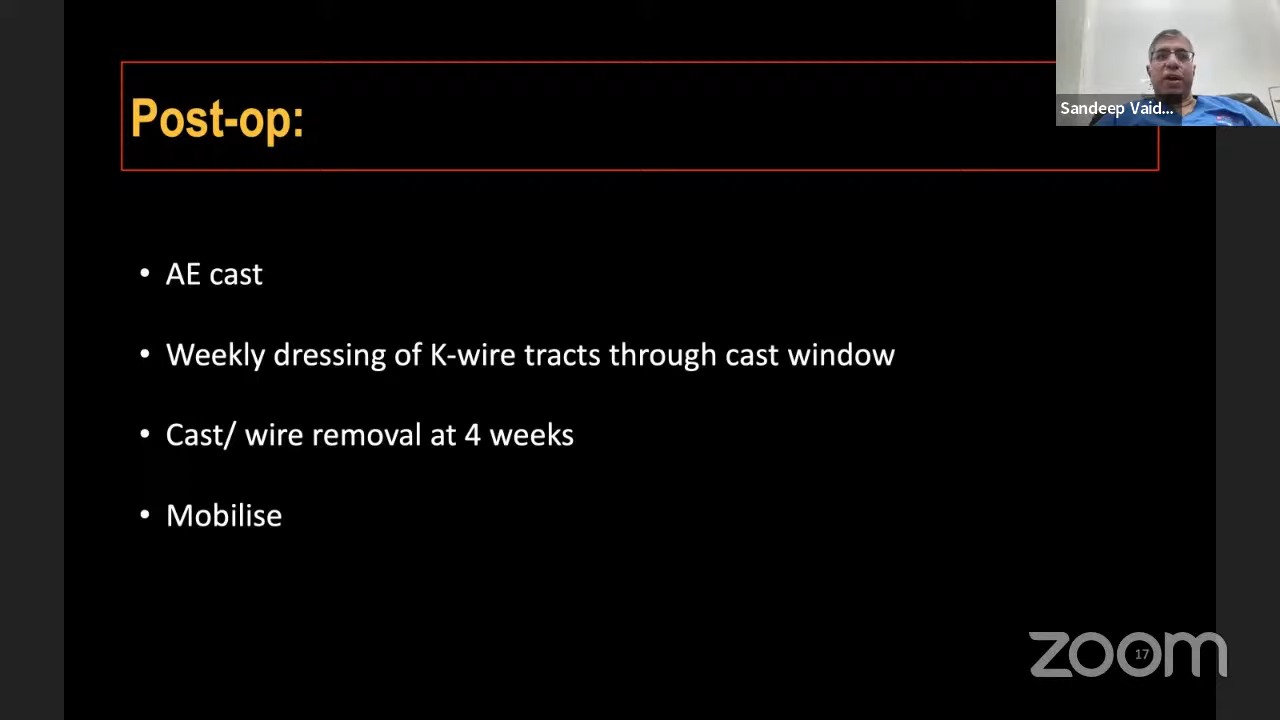 Sandeep Vaid...
Post-op:
• AE cast
• Weekly dressing of K-wire tracts through cast window
• Cast/ wire removal at 4 weeks
• Mobilise
zoom
17